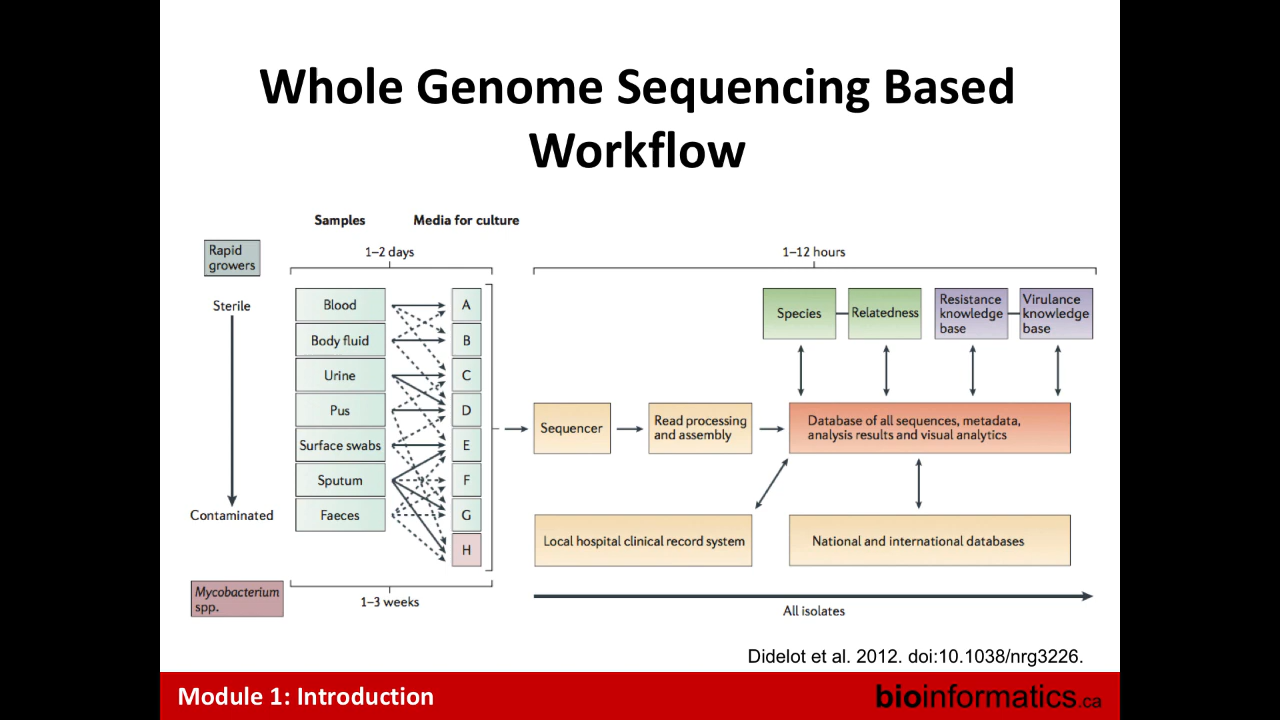 Whole Genome Sequencing Based
Workflow
Samples
Media for culture
Rapid
growers
1–2 days
1–12 hours
Sterile
Contaminated
Blood
Body fluid
Urine
Pus
Surface swabs
Sputum
Faeces
A
B
C
D
E
F
G
H
Species
Relatedness
Resistance
knowledge
base
Virulance
knowledge
base
Sequencer
Read processing
and assembly
Database of all sequences, metadata,
analysis results and visual analytics
Local hospital clinical record system
National and international databases
Mycobacterium
spp.
1–3 weeks
All isolates
Didelot et al. 2012. doi:10.1038/nrg3226.
Module 1: Introduction
bioinformatics.ca